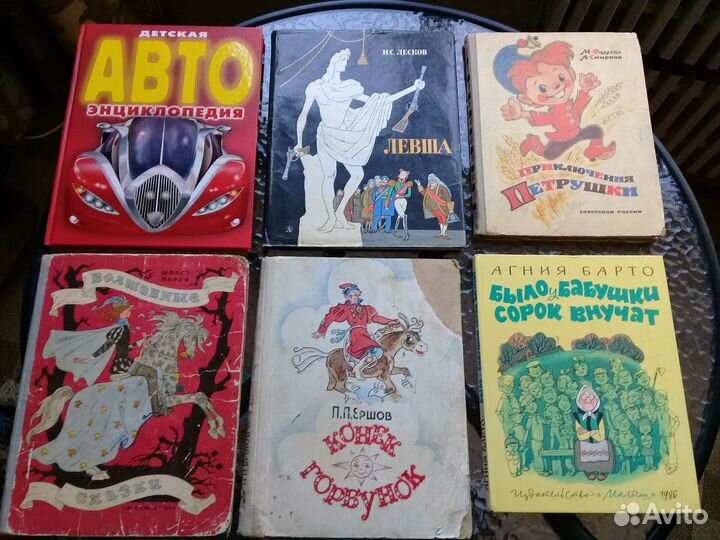 ДЕТСКАЯ
АВТО
ЭНЦИКЛОПЕДИЯ
Н.С. ЛЕСКОВ
ЛЕВША
М. Фадеева
А. Смирнов
ПРИКЛЮЧЕНИЯ
ПЕТРУШКИ
СОВЕТСКАЯ РОССИЯ
ШАРЛЬ
ПЕРРО
ВОЛШЕБНЫЕ
СКАЗКИ
П.П. ЕРШОВ
КОНЕК
ГОРБУНОК
АГНИЯ БАРТО
БЫЛО У БАБУШКИ
СОРОК ВНУЧАТ
Издательство "Малыш" 1986
Avito